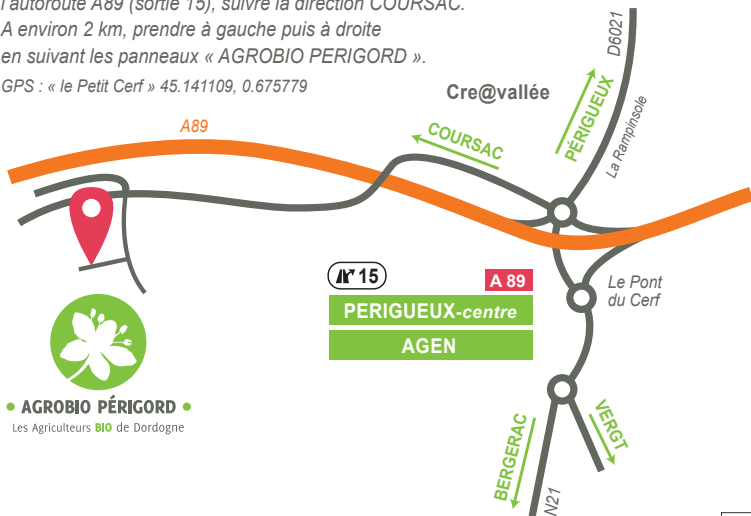 l'autoroute A89 (sortie 15), suivre la direction COURSAC.
A environ 2 km, prendre à gauche puis à droite
en suivant les panneaux « AGROBIO PERIGORD ».
GPS : « le Petit Cerf » 45.141109, 0.675779
Cre@vallée
D6021
PÉRIGUEUX
La Rampinsole
A89
COURSAC
15
A 89
PERIGUEUX-centre
AGEN
Le Pont
du Cerf
• AGROBIO PÉRIGORD •
Les Agriculteurs BIO de Dordogne
BERGERAC
VERGT
N21